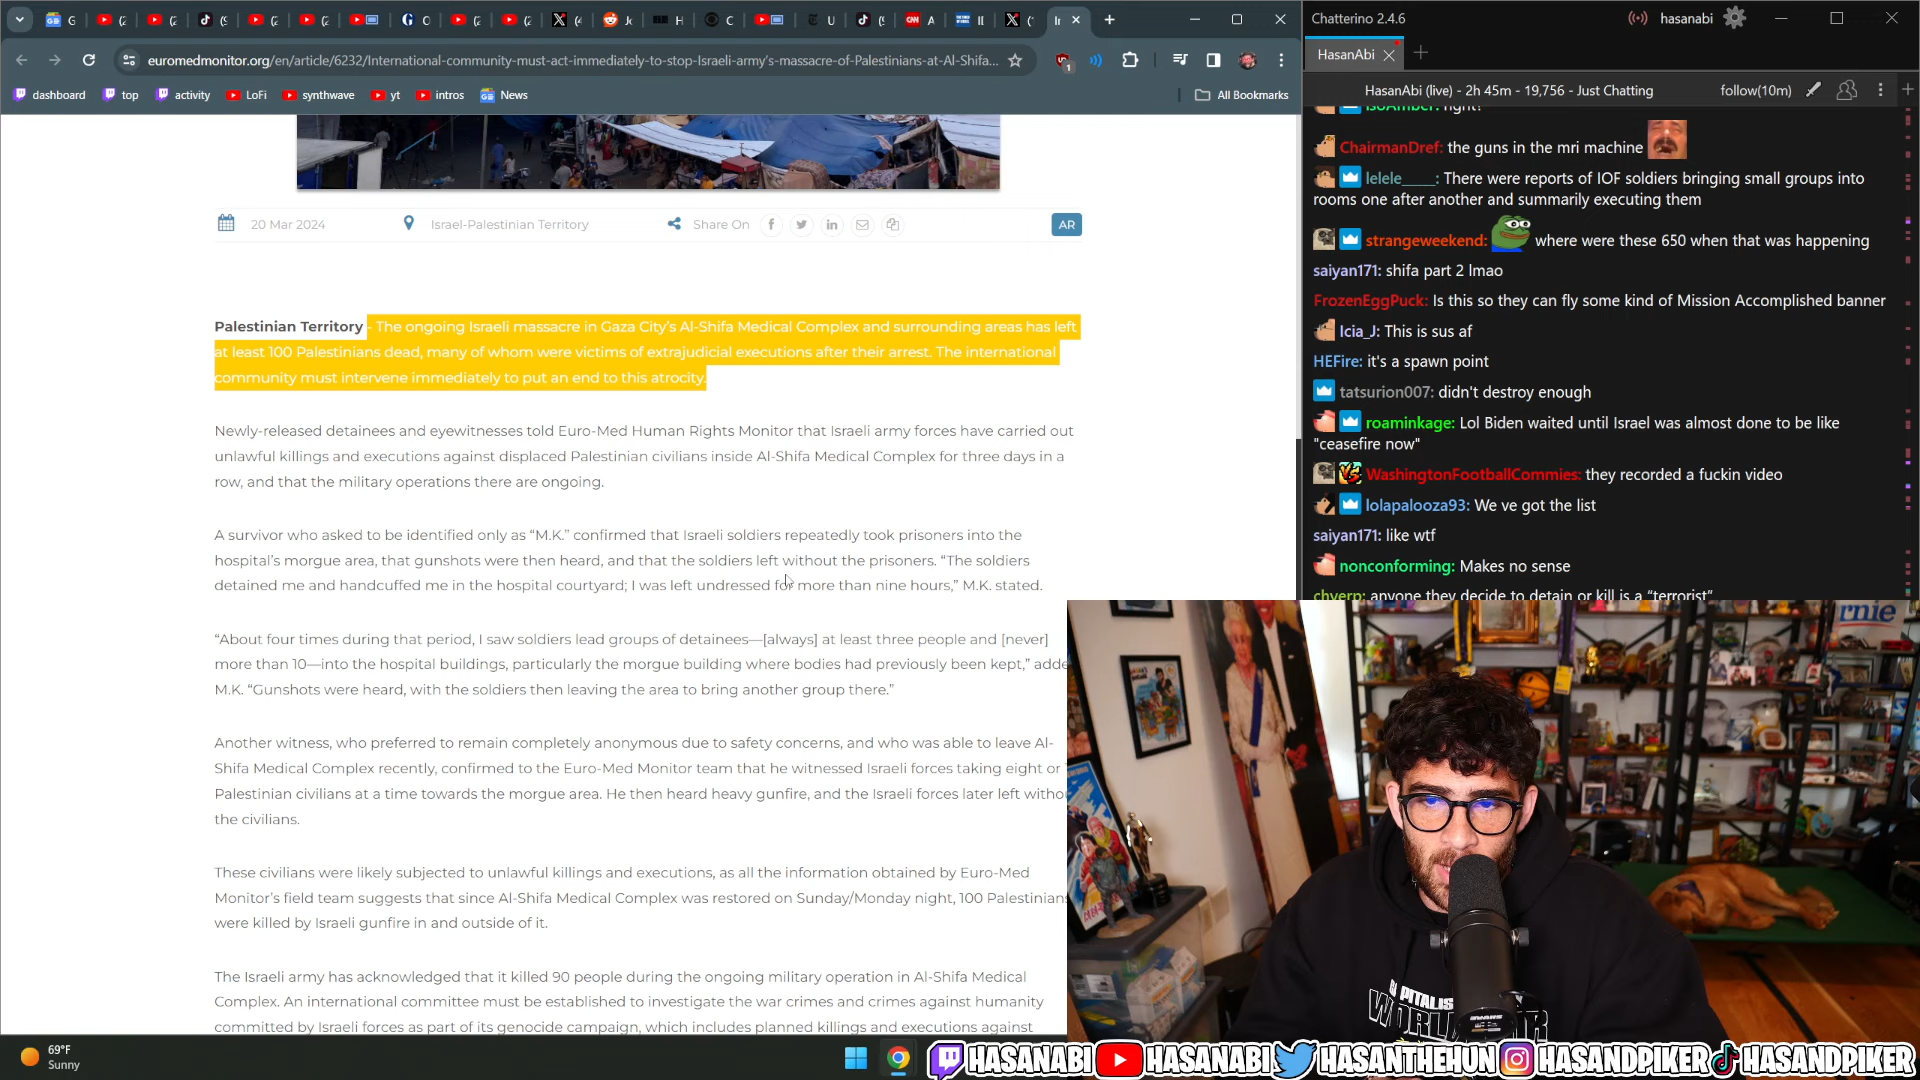 euromedmonitor.org/en/article/6232/International-community-must-act-immediately-to-stop-Israeli-army's-massacre-of-Palestinians-at-Al-Shifa...
dashboard
top
activity
LoFi
synthwave
yt
intros
News
All Bookmarks
20 Mar 2024
Israel-Palestinian Territory
Share On
AR
Palestinian Territory - The ongoing Israeli massacre in Gaza City's Al-Shifa Medical Complex and surrounding areas has left
at least 100 Palestinians dead, many of whom were victims of extrajudicial executions after their arrest. The international
community must intervene immediately to put an end to this atrocity.
Newly-released detainees and eyewitnesses told Euro-Med Human Rights Monitor that Israeli army forces have carried out
unlawful killings and executions against displaced Palestinian civilians inside Al-Shifa Medical Complex for three days in a
row, and that the military operations there are ongoing.
A survivor who asked to be identified only as “M.K.” confirmed that Israeli soldiers repeatedly took prisoners into the
hospital's morgue area, that gunshots were then heard, and that the soldiers left without the prisoners. “The soldiers
detained me and handcuffed me in the hospital courtyard; I was left undressed for more than nine hours,” M.K. stated.
“About four times during that period, I saw soldiers lead groups of detainees—[always] at least three people and [never]
more than 10—into the hospital buildings, particularly the morgue building where bodies had previously been kept,” adde
M.K. “Gunshots were heard, with the soldiers then leaving the area to bring another group there.”
Another witness, who preferred to remain completely anonymous due to safety concerns, and who was able to leave Al-
Shifa Medical Complex recently, confirmed to the Euro-Med Monitor team that he witnessed Israeli forces taking eight or
Palestinian civilians at a time towards the morgue area. He then heard heavy gunfire, and the Israeli forces later left witho
the civilians.
These civilians were likely subjected to unlawful killings and executions, as all the information obtained by Euro-Med
Monitor's field team suggests that since Al-Shifa Medical Complex was restored on Sunday/Monday night, 100 Palestinians
were killed by Israeli gunfire in and outside of it.
The Israeli army has acknowledged that it killed 90 people during the ongoing military operation in Al-Shifa Medical
Complex. An international committee must be established to investigate the war crimes and crimes against humanity
committed by Israeli forces as part of its genocide campaign, which includes planned killings and executions against
Chatterino 2.4.6
hasanabi
HasanAbi
HasanAbi (live) - 2h 45m - 19,756 - Just Chatting
follow(10m)
ChairmanDref: the guns in the mri machine
lelele____: There were reports of IOF soldiers bringing small groups into
rooms one after another and summarily executing them
strangeweekend: where were these 650 when that was happening
saiyan171: shifa part 2 lmao
FrozenEggPuck: Is this so they can fly some kind of Mission Accomplished banner
Icia_J: This is sus af
HEFire: it's a spawn point
tatsurion007: didn't destroy enough
roaminkage: Lol Biden waited until Israel was almost done to be like
"ceasefire now"
WashingtonFootballCommies: they recorded a fuckin video
lolapalooza93: We ve got the list
saiyan171: like wtf
nonconforming: Makes no sense
chyerp: anyone they decide to detain or kill is a "terrorist"
rnie
69°F
Sunny
HASANABI
HASANABI
HASANTHEHUN
HASANDPIKER
HASANDPIKER